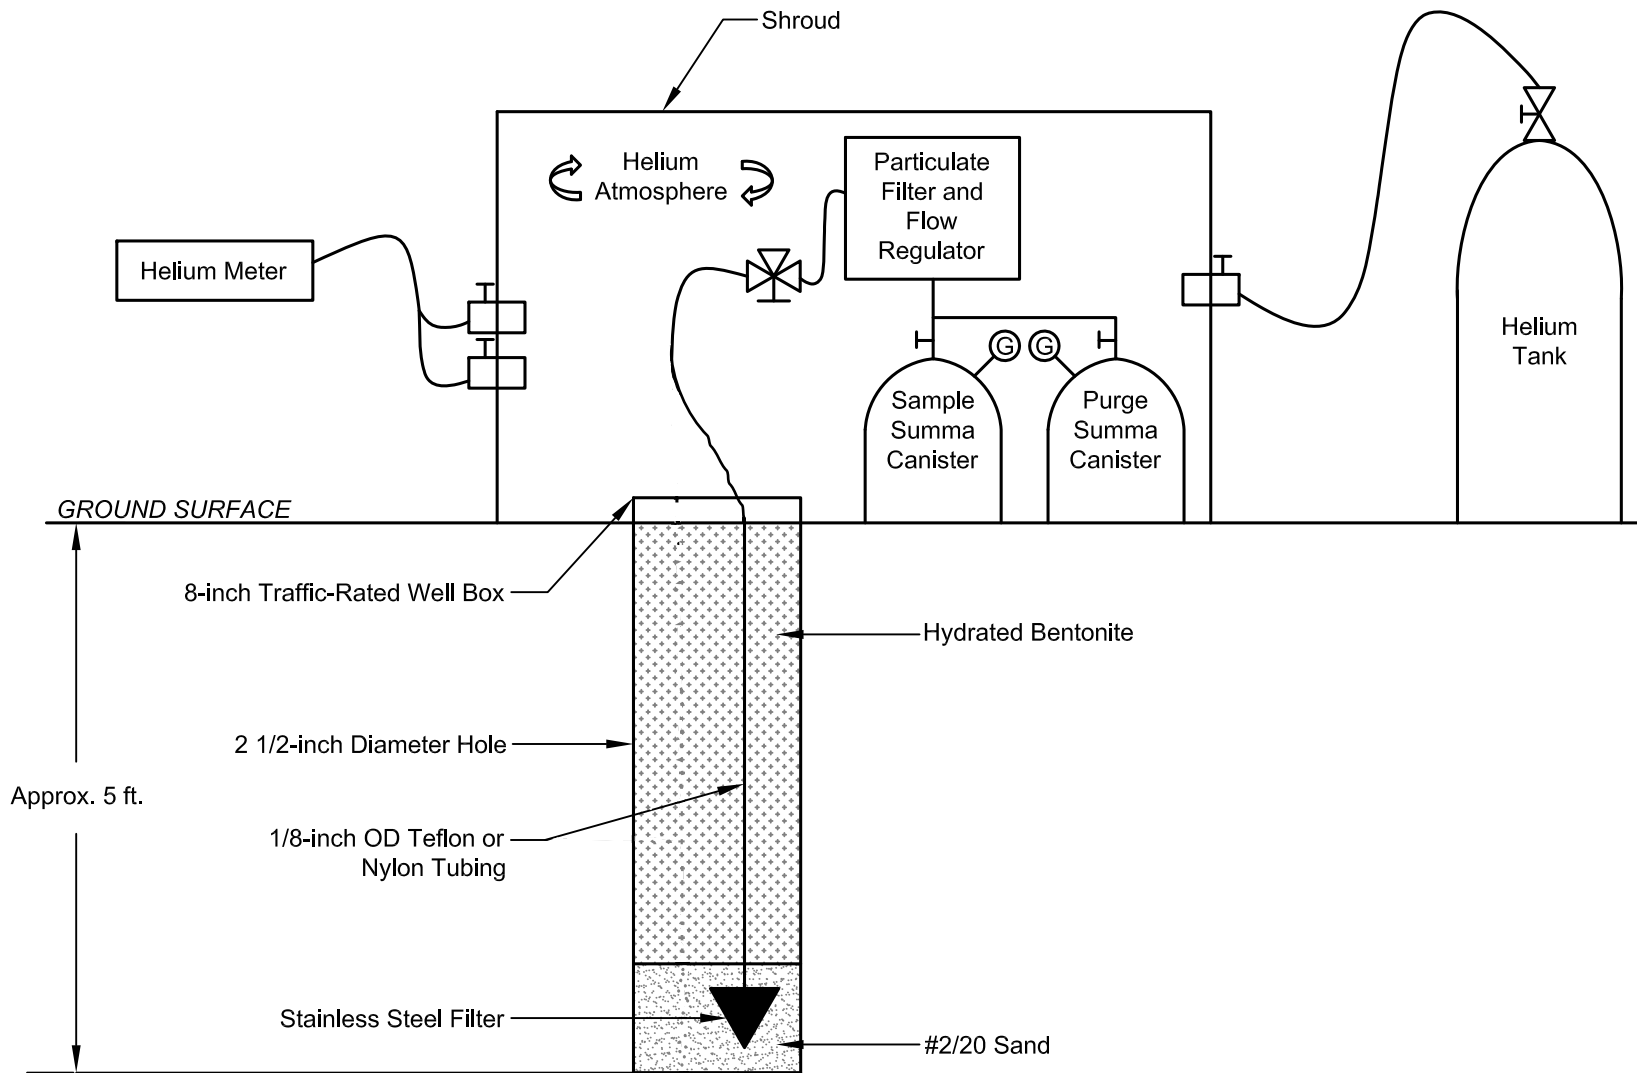 Shroud
Helium
Atmosphere
Particulate
Filter and
Flow
Regulator
Helium Meter
Helium
Tank
G
G
Sample
Summa
Canister
Purge
Summa
Canister
GROUND SURFACE
8-inch Traffic-Rated Well Box
Hydrated Bentonite
2 1/2-inch Diameter Hole
Approx. 5 ft.
1/8-inch OD Teflon or
Nylon Tubing
Stainless Steel Filter
#2/20 Sand